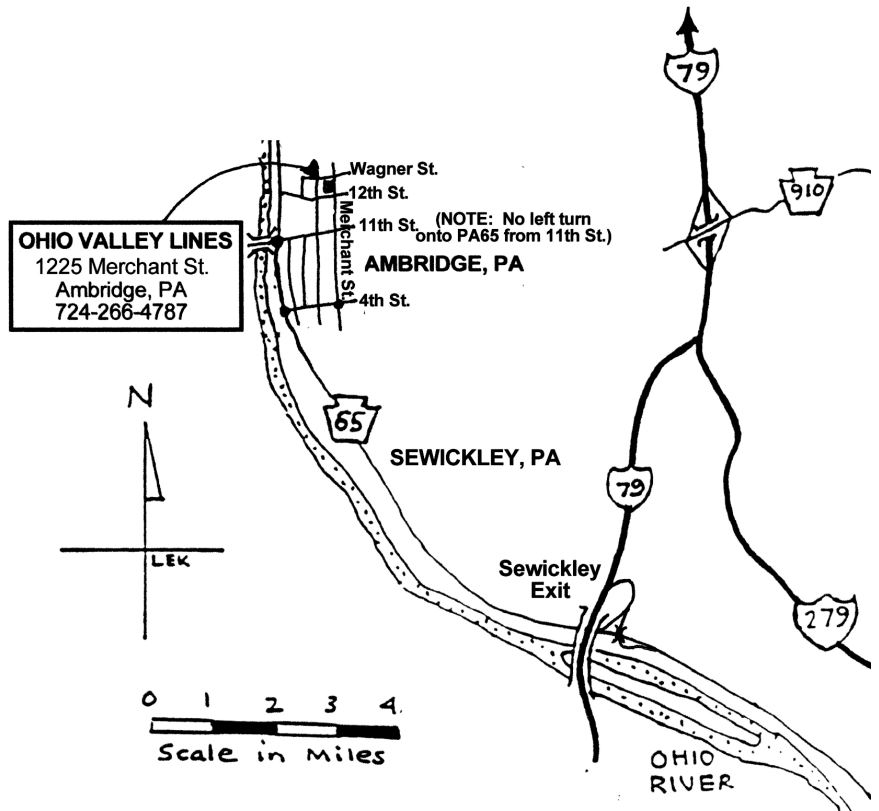 79
910
Wagner St.
12th St.
11th St.
(NOTE: No left turn
onto PA65 from 11th St.)
Merchant St.
OHIO VALLEY LINES
1225 Merchant St.
Ambridge, PA
724-266-4787
AMBRIDGE, PA
4th St.
N
65
SEWICKLEY, PA
79
LEK
Sewickley
Exit
279
0 1 2 3 4
Scale in Miles
OHIO
RIVER